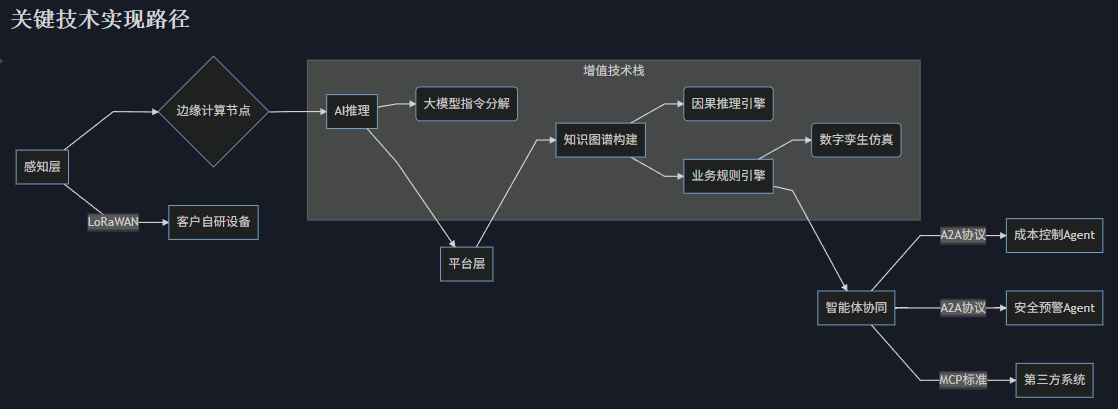 关键技术实现路径
增值技术栈
边缘计算节点
AI推理
大模型指令分解
因果推理引擎
知识图谱构建
数字孪生仿真
感知层
业务规则引擎
LoRaWAN
客户自研设备
A2A协议
成本控制Agent
平台层
智能体协同
A2A协议
安全预警Agent
MCP标准
第三方系统